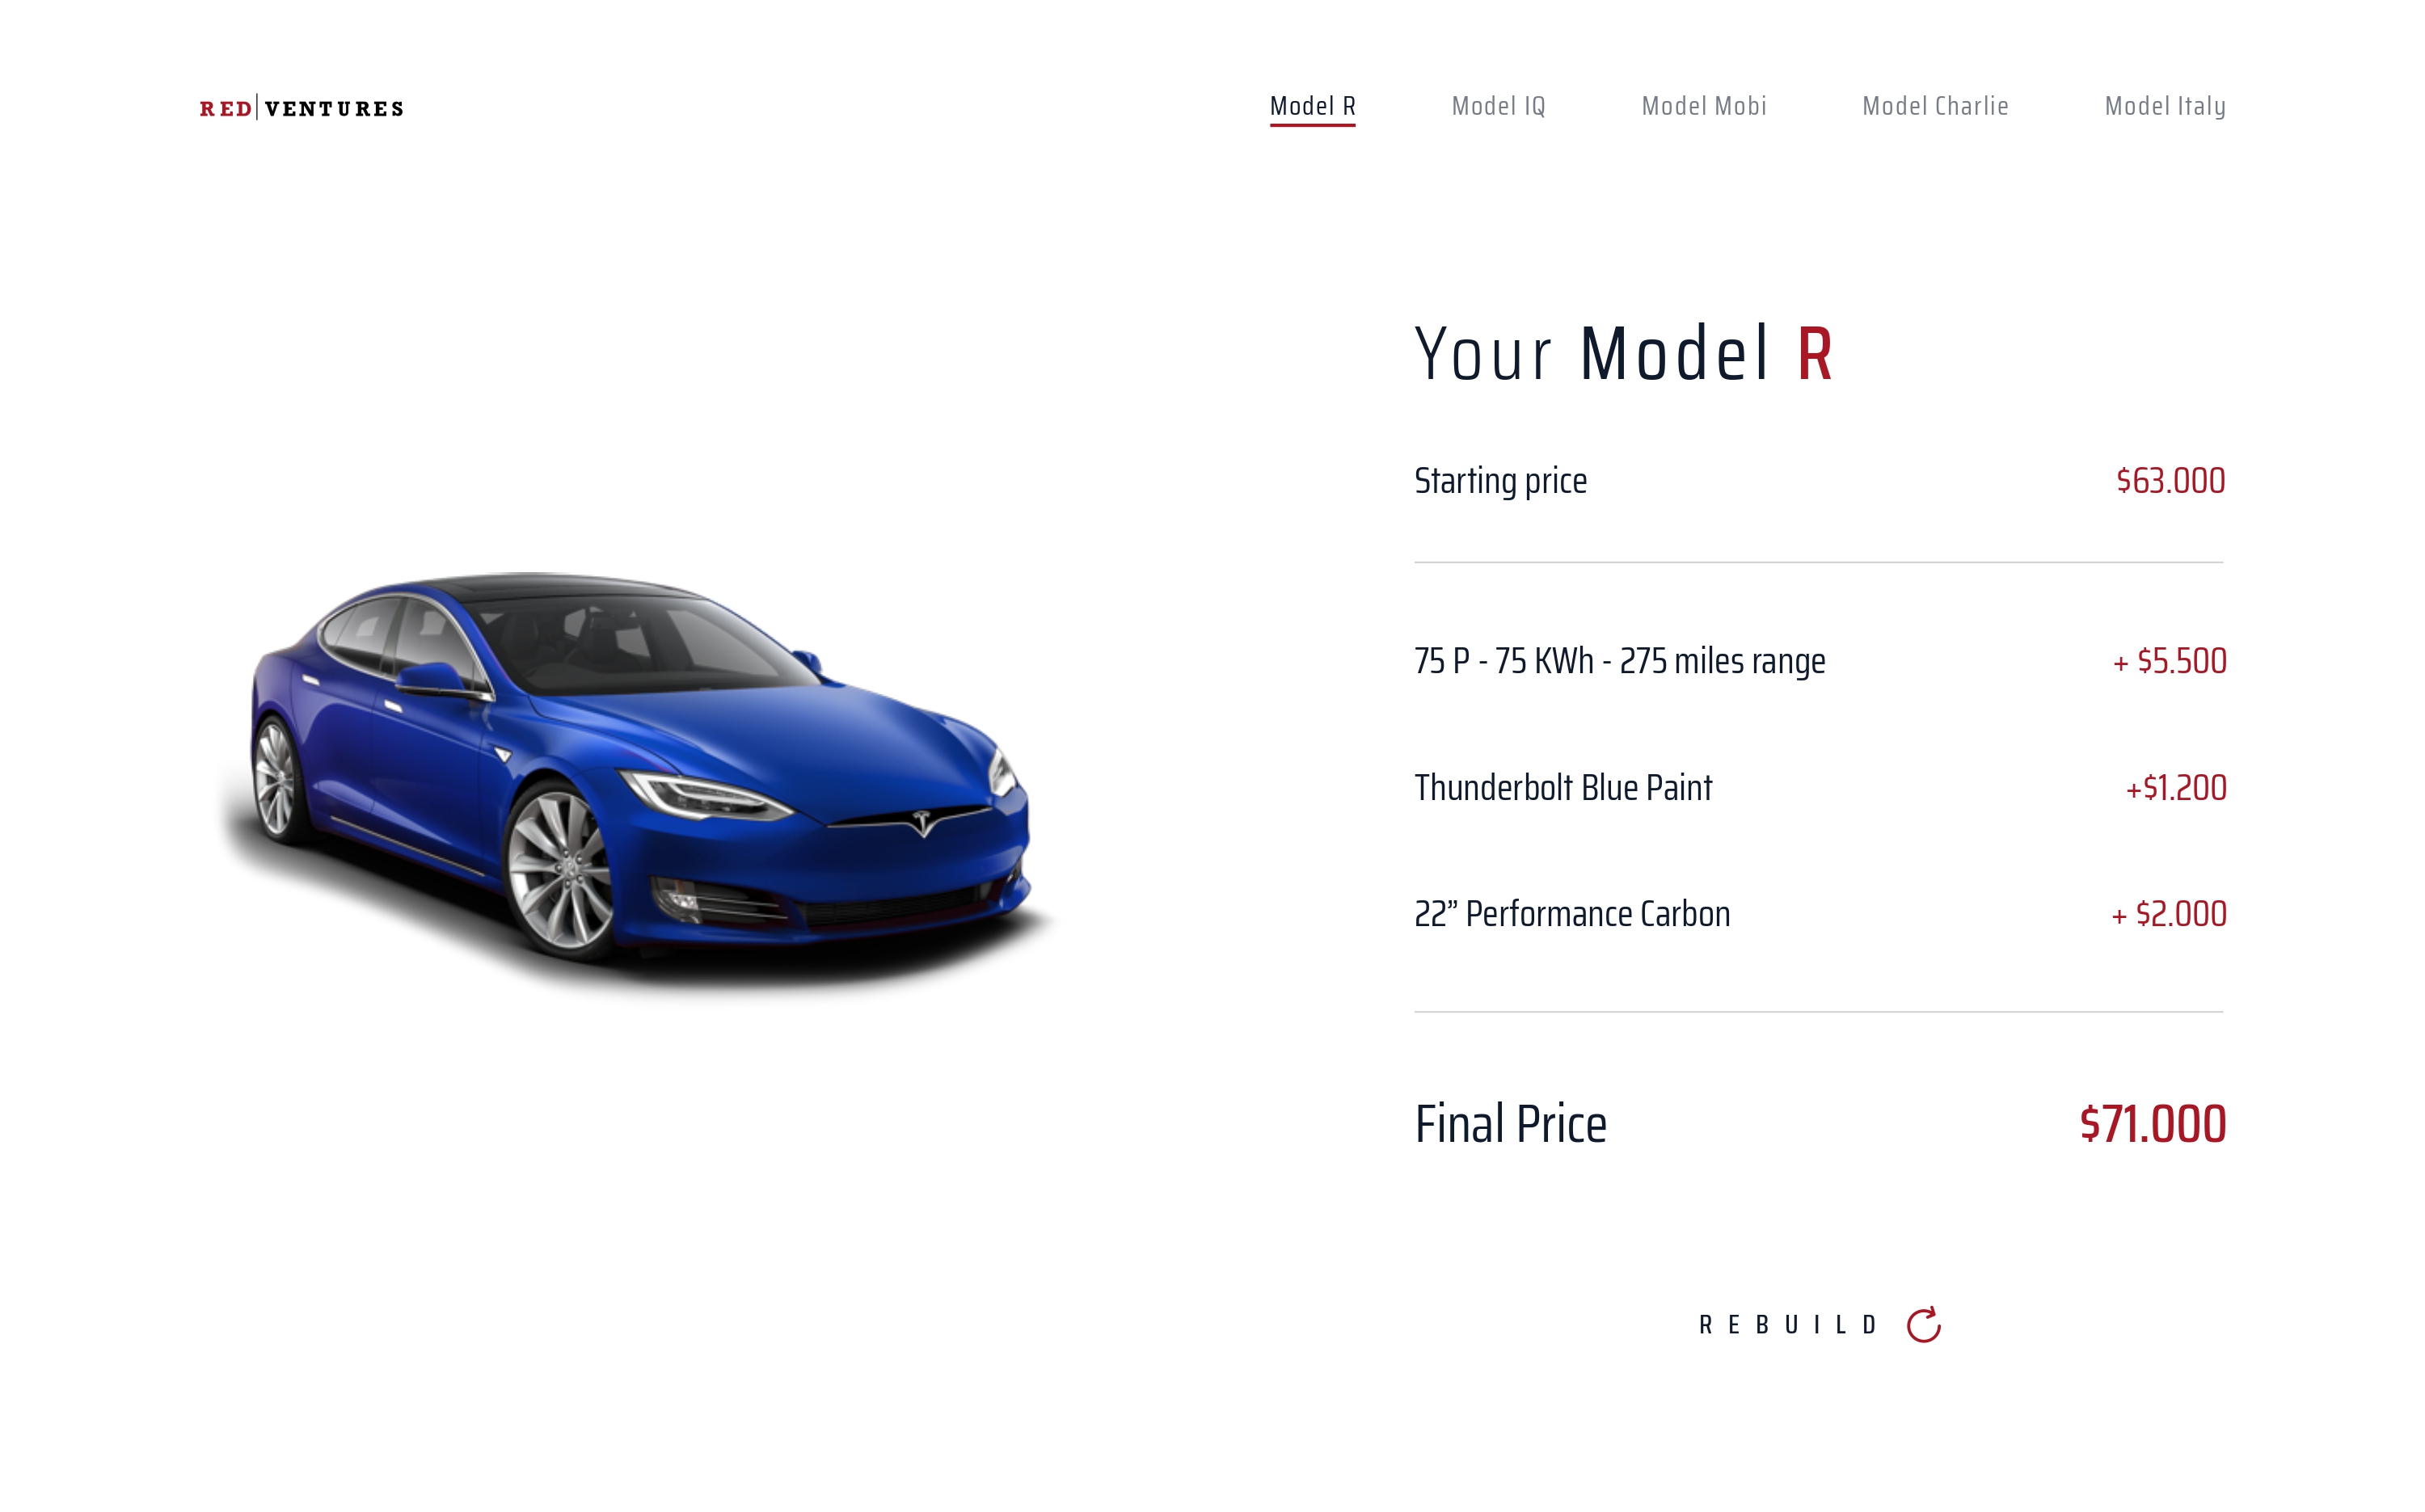 RED VENTURES
Model R Model IQ Model Mobi Model Charlie Model Italy
Your Model R
Starting price $63.000
75 P - 75 KWh - 275 miles range + $5.500
Thunderbolt Blue Paint +$1.200
22” Performance Carbon + $2.000
Final Price $71.000
REBUILD